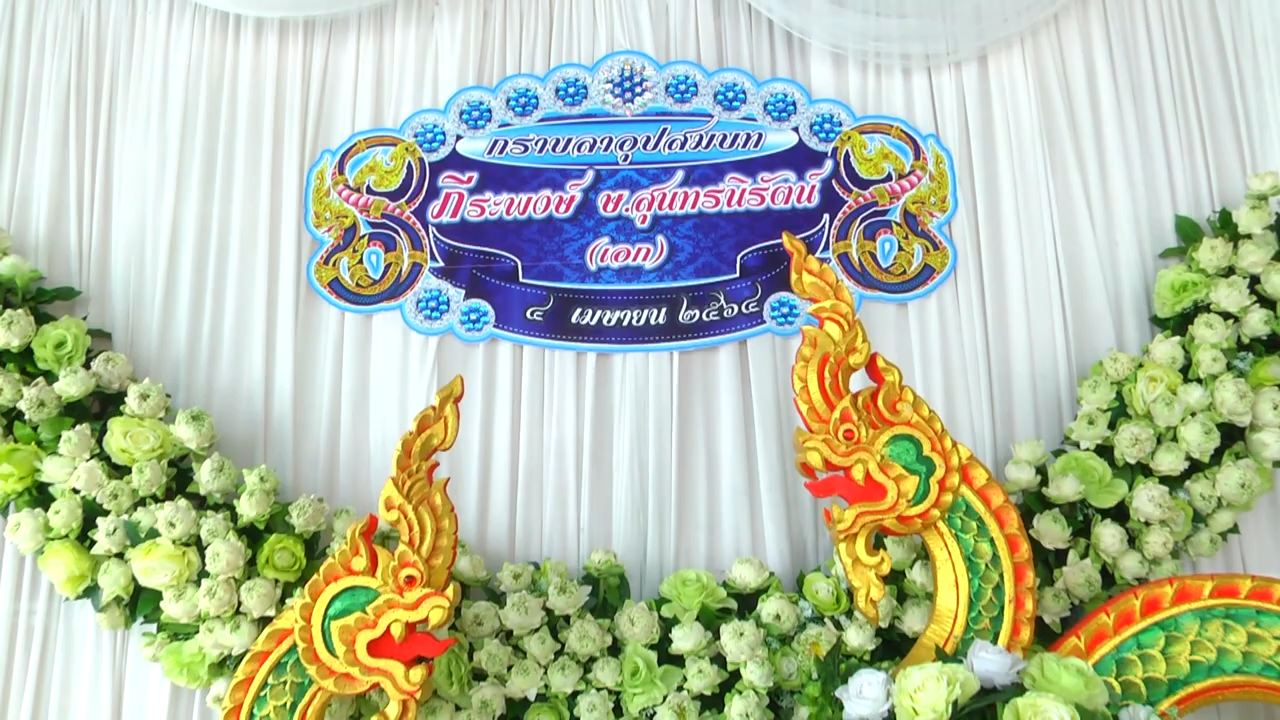 กราบลาอุปสมบท
ภีระพงษ์ ษ.สุนทรนิรัตน์
(เอก)
๔ เมษายน ๒๕๖๔